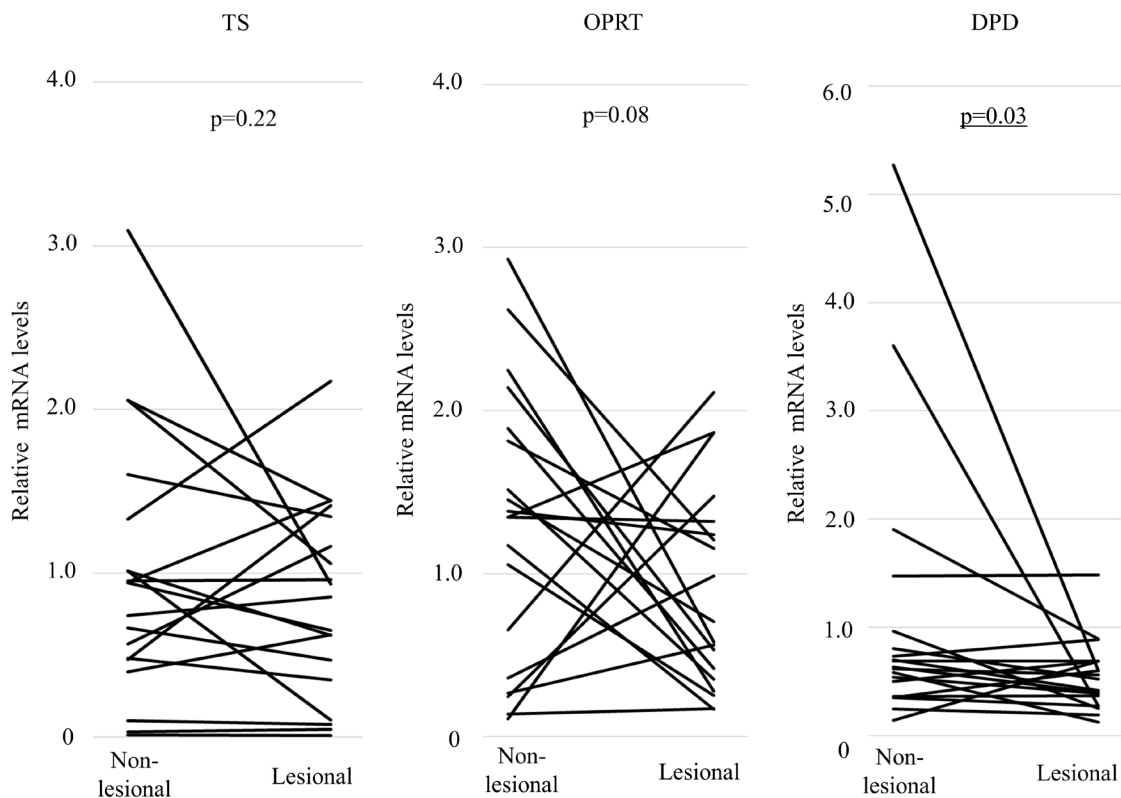 TS
4.0
p=0.22
3.0
2.0
1.0
0
Relative mRNA levels
Non-
lesional
Lesional
OPRT
4.0
p=0.08
3.0
2.0
1.0
0
Relative mRNA levels
Non-
lesional
Lesional
DPD
6.0
p=0.03
5.0
4.0
3.0
2.0
1.0
0
Relative mRNA levels
Non-
lesional
Lesional